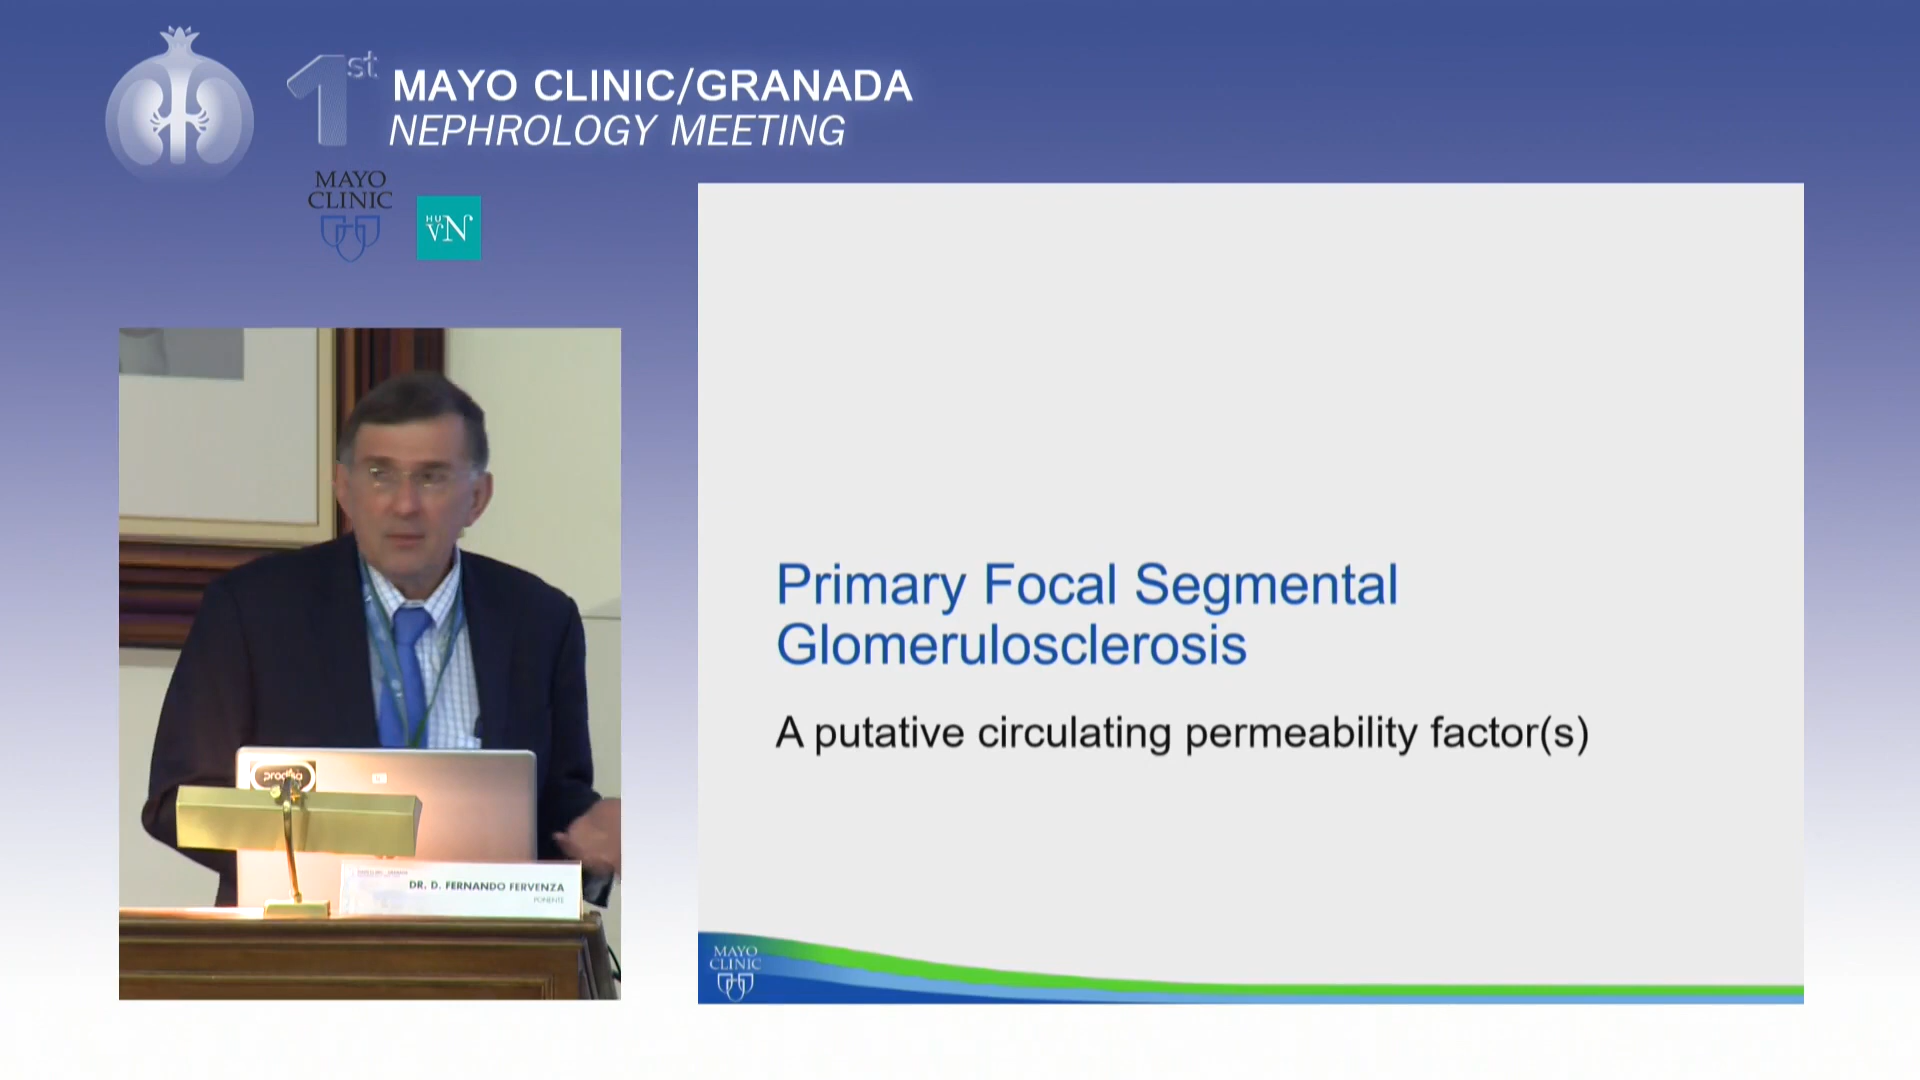 1st
MAYO CLINIC/GRANADA
NEPHROLOGY MEETING
MAYO
CLINIC
HU
VN
Primary Focal Segmental
Glomerulosclerosis
A putative circulating permeability factor(s)
DR. D. FERNANDO FERVENZA
PONENTE
MAYO
CLINIC